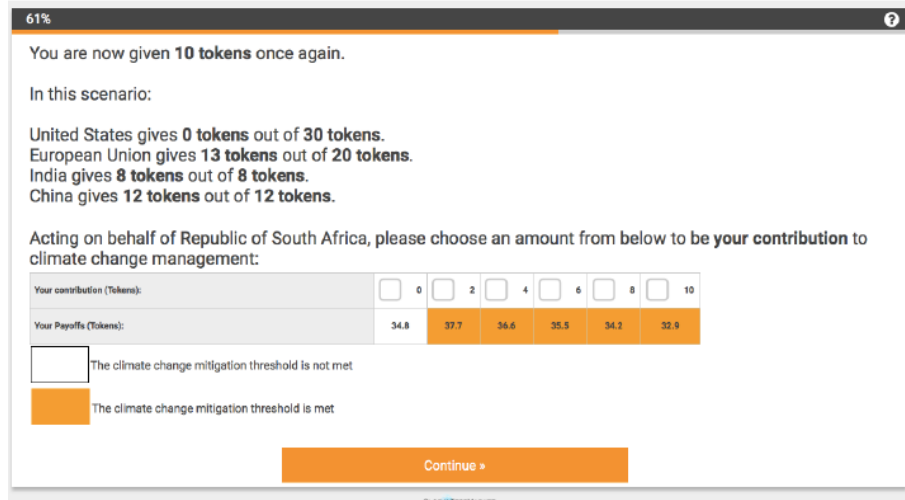 61%
?
You are now given 10 tokens once again.
In this scenario:
United States gives 0 tokens out of 30 tokens.
European Union gives 13 tokens out of 20 tokens.
India gives 8 tokens out of 8 tokens.
China gives 12 tokens out of 12 tokens.
Acting on behalf of Republic of South Africa, please choose an amount from below to be your contribution to
climate change management:
Your contribution (Tokens): 0 2 4 6 8 10
Your Payoffs (Tokens): 34.8 37.7 36.6 35.5 34.2 32.9
The climate change mitigation threshold is not met
The climate change mitigation threshold is met
Continue »